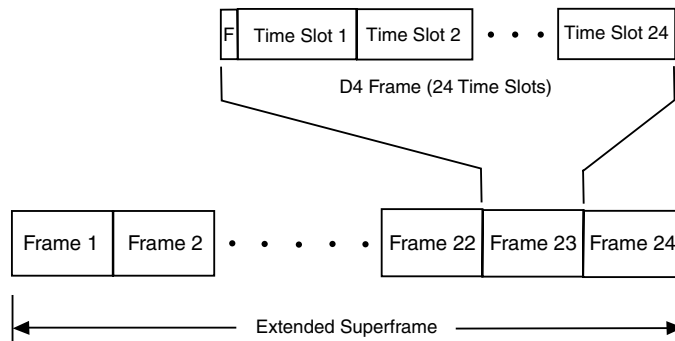 F Time Slot 1 Time Slot 2 Time Slot 24
D4 Frame (24 Time Slots)
Frame 1 Frame 2 Frame 22 Frame 23 Frame 24
Extended Superframe